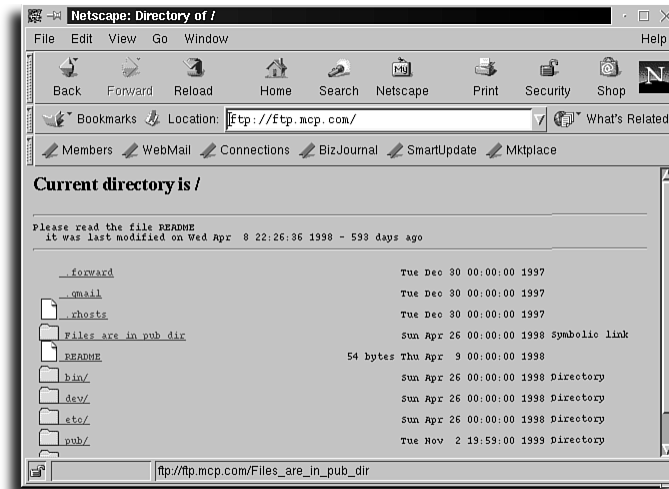 Netscape: Directory of /
File Edit View Go Window Help
Back Forward Reload Home Search Netscape Print Security Shop N
My
Bookmarks Location: ftp://ftp.mcp.com/ What's Related
Members WebMail Connections BizJournal SmartUpdate Mktplace
Current directory is /
Please read the file README
it was last modified on Wed Apr 8 22:26:36 1998 - 593 days ago
.forward Tue Dec 30 00:00:00 1997
.qmail Tue Dec 30 00:00:00 1997
.rhosts Tue Dec 30 00:00:00 1997
Files are in pub dir Sun Apr 26 00:00:00 1998 Symbolic link
README 54 bytes Thu Apr 9 00:00:00 1998
bin/ Sun Apr 26 00:00:00 1998 Directory
dev/ Sun Apr 26 00:00:00 1998 Directory
etc/ Sun Apr 26 00:00:00 1998 Directory
pub/ Tue Nov 2 19:59:00 1999 Directory
ftp://ftp.mcp.com/Files_are_in_pub_dir